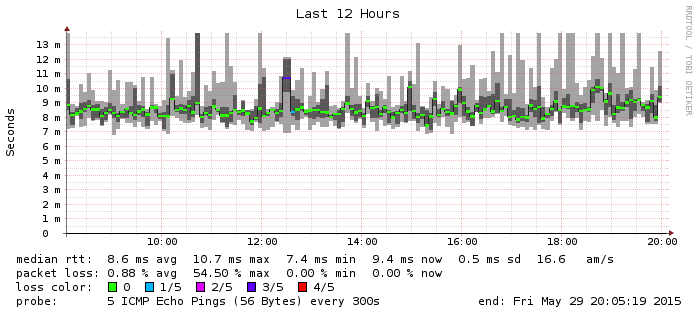 Last 12 Hours
RRDTOOL / TOBI OETIKER
Seconds
13 m
12 m
11 m
10 m
9 m
8 m
7 m
6 m
5 m
4 m
3 m
2 m
1 m
0
10:00 12:00 14:00 16:00 18:00 20:00
median rtt: 8.6 ms avg 10.7 ms max 7.4 ms min 9.4 ms now 0.5 ms sd 16.6 am/s
packet loss: 0.88 % avg 54.50 % max 0.00 % min 0.00 % now
loss color: 0 1/5 2/5 3/5 4/5
probe: 5 ICMP Echo Pings (56 Bytes) every 300s end: Fri May 29 20:05:19 2015